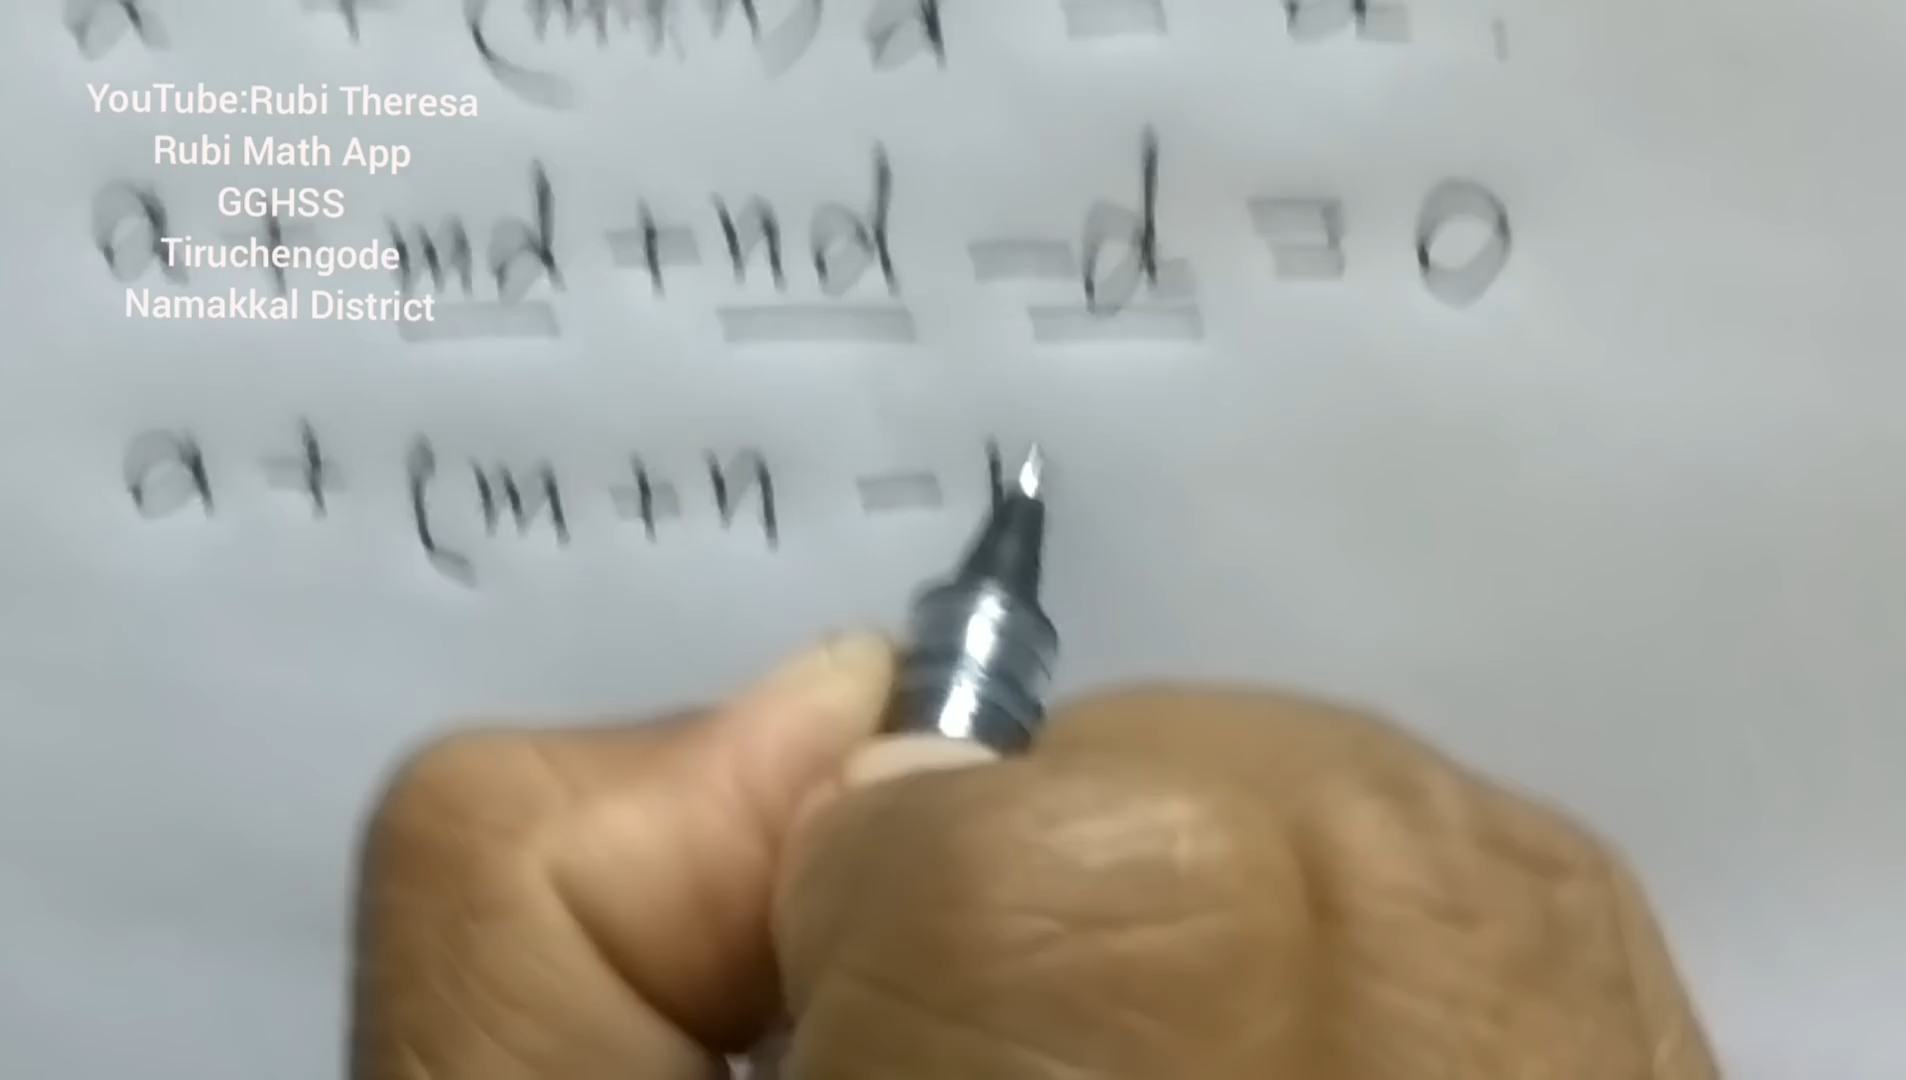 YouTube:Rubi Theresa
Rubi Math App
GGHSS
Tiruchengode
Namakkal District
a + md + nd - d = 0
a + (m + n - 1